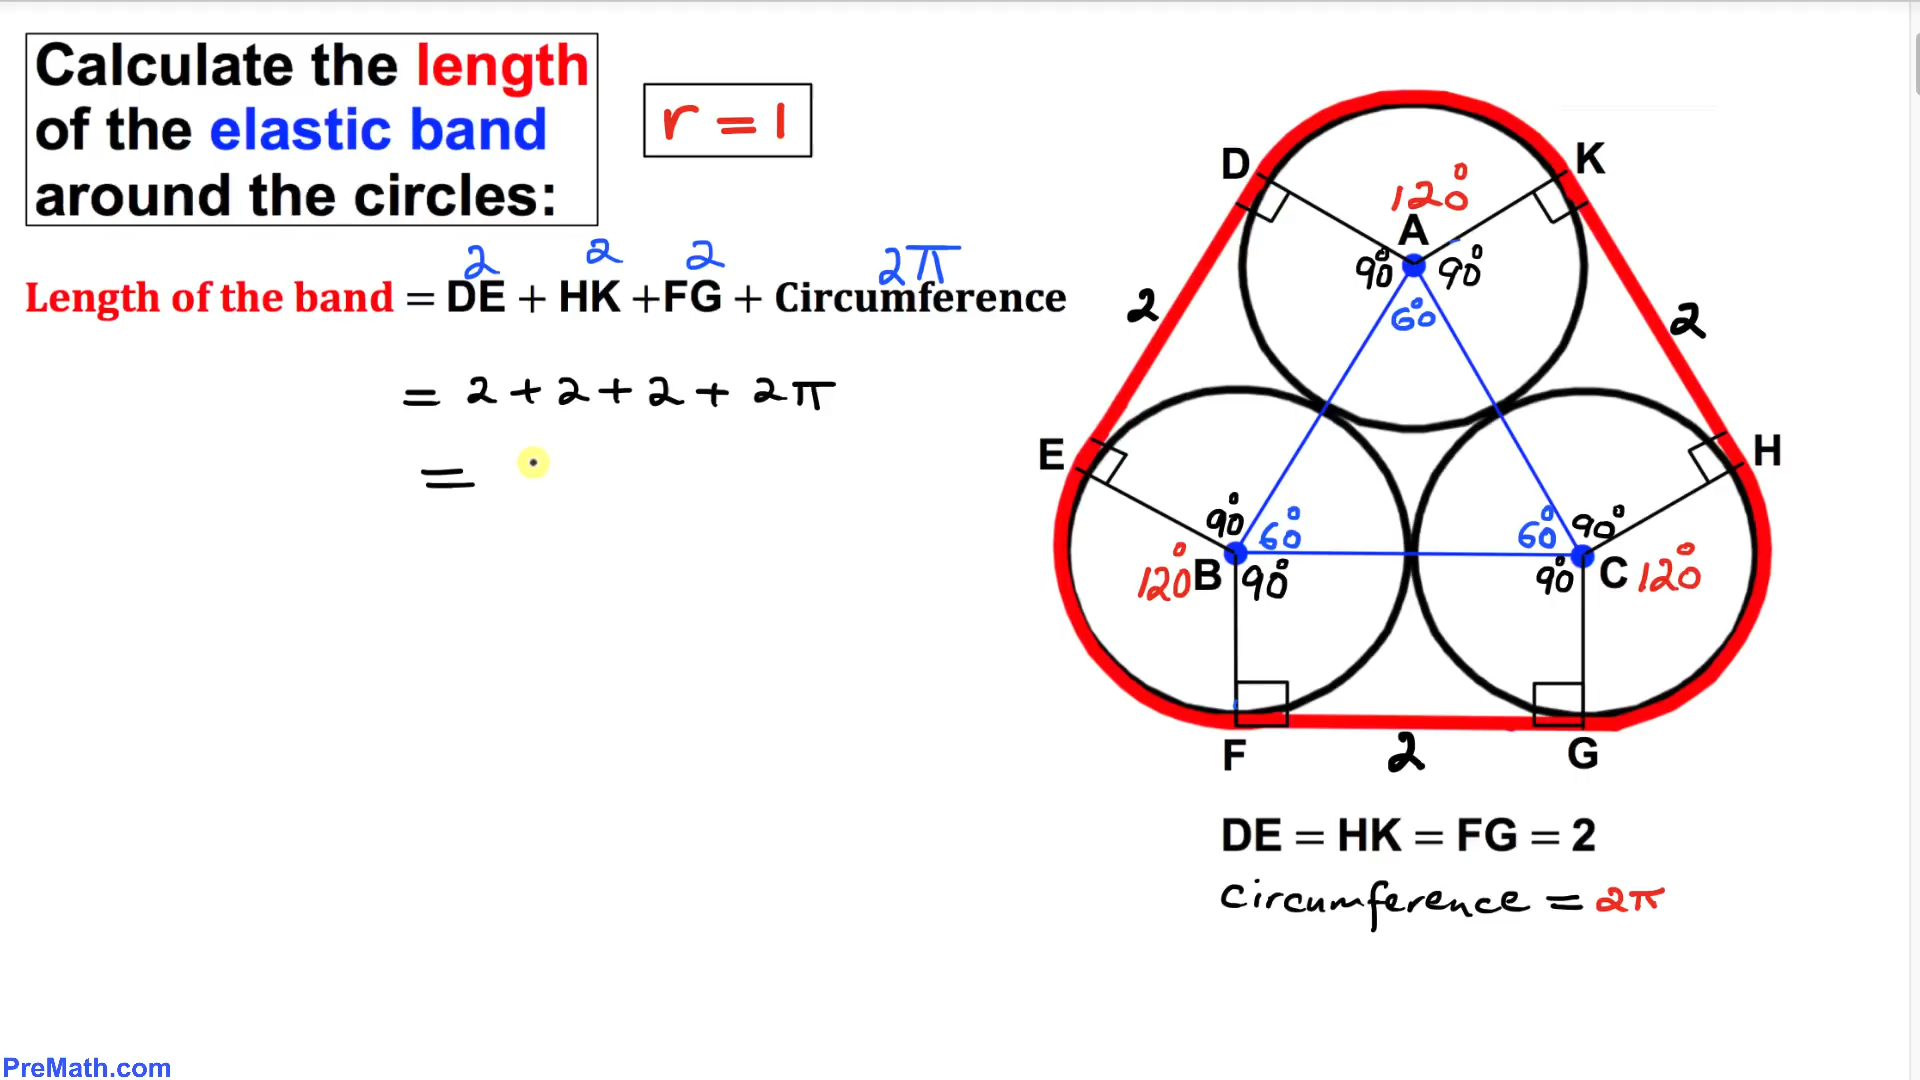 Calculate the length
of the elastic band
around the circles:
r = 1
2 2 2 2π
Length of the band = DE + HK +FG + Circumference
= 2 + 2 + 2 + 2π
=
D K
120°
A
90° 90°
60°
2 2
E H
90° 60° 60° 90°
120° B 90° 90° C 120°
F 2 G
DE = HK = FG = 2
Circumference = 2π
PreMath.com